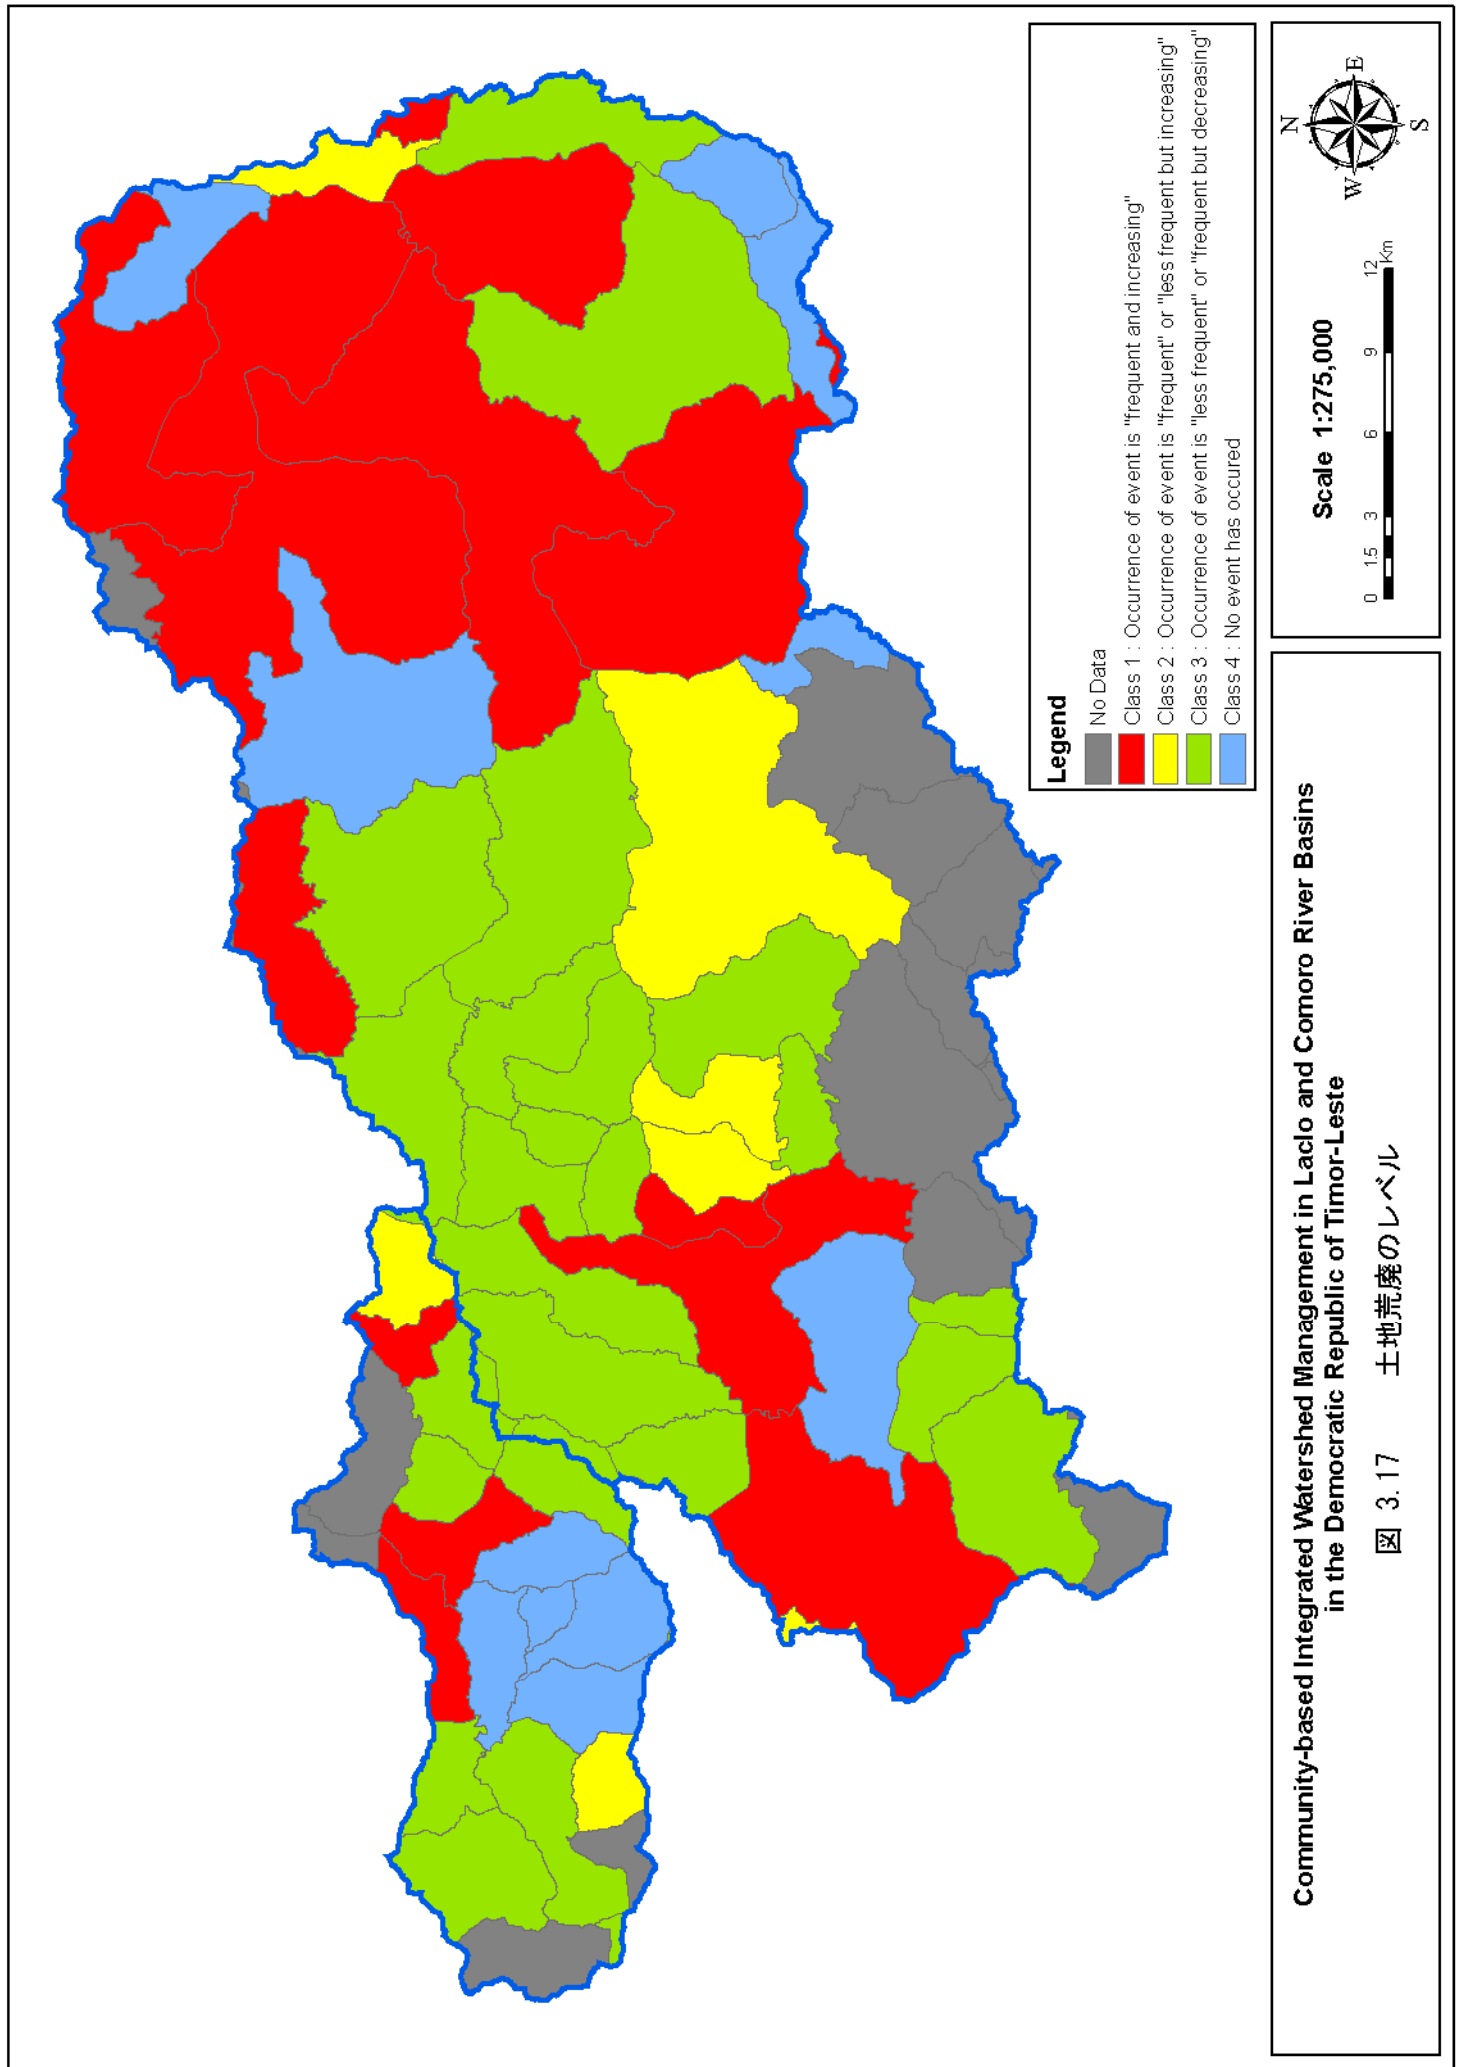 Legend
No Data
Class 1 : Occurrence of event is "frequent and increasing"
Class 2 : Occurrence of event is "frequent" or "less frequent but increasing"
Class 3 : Occurrence of event is "less frequent" or "frequent but decreasing"
Class 4 : No event has occured
Community-based Integrated Watershed Management in Laclo and Comoro River Basins
in the Democratic Republic of Timor-Leste
図 3.17 土地荒廃のレベル
Scale 1:275,000
0 1.5 3 6 9 12
Km
N
W E
S